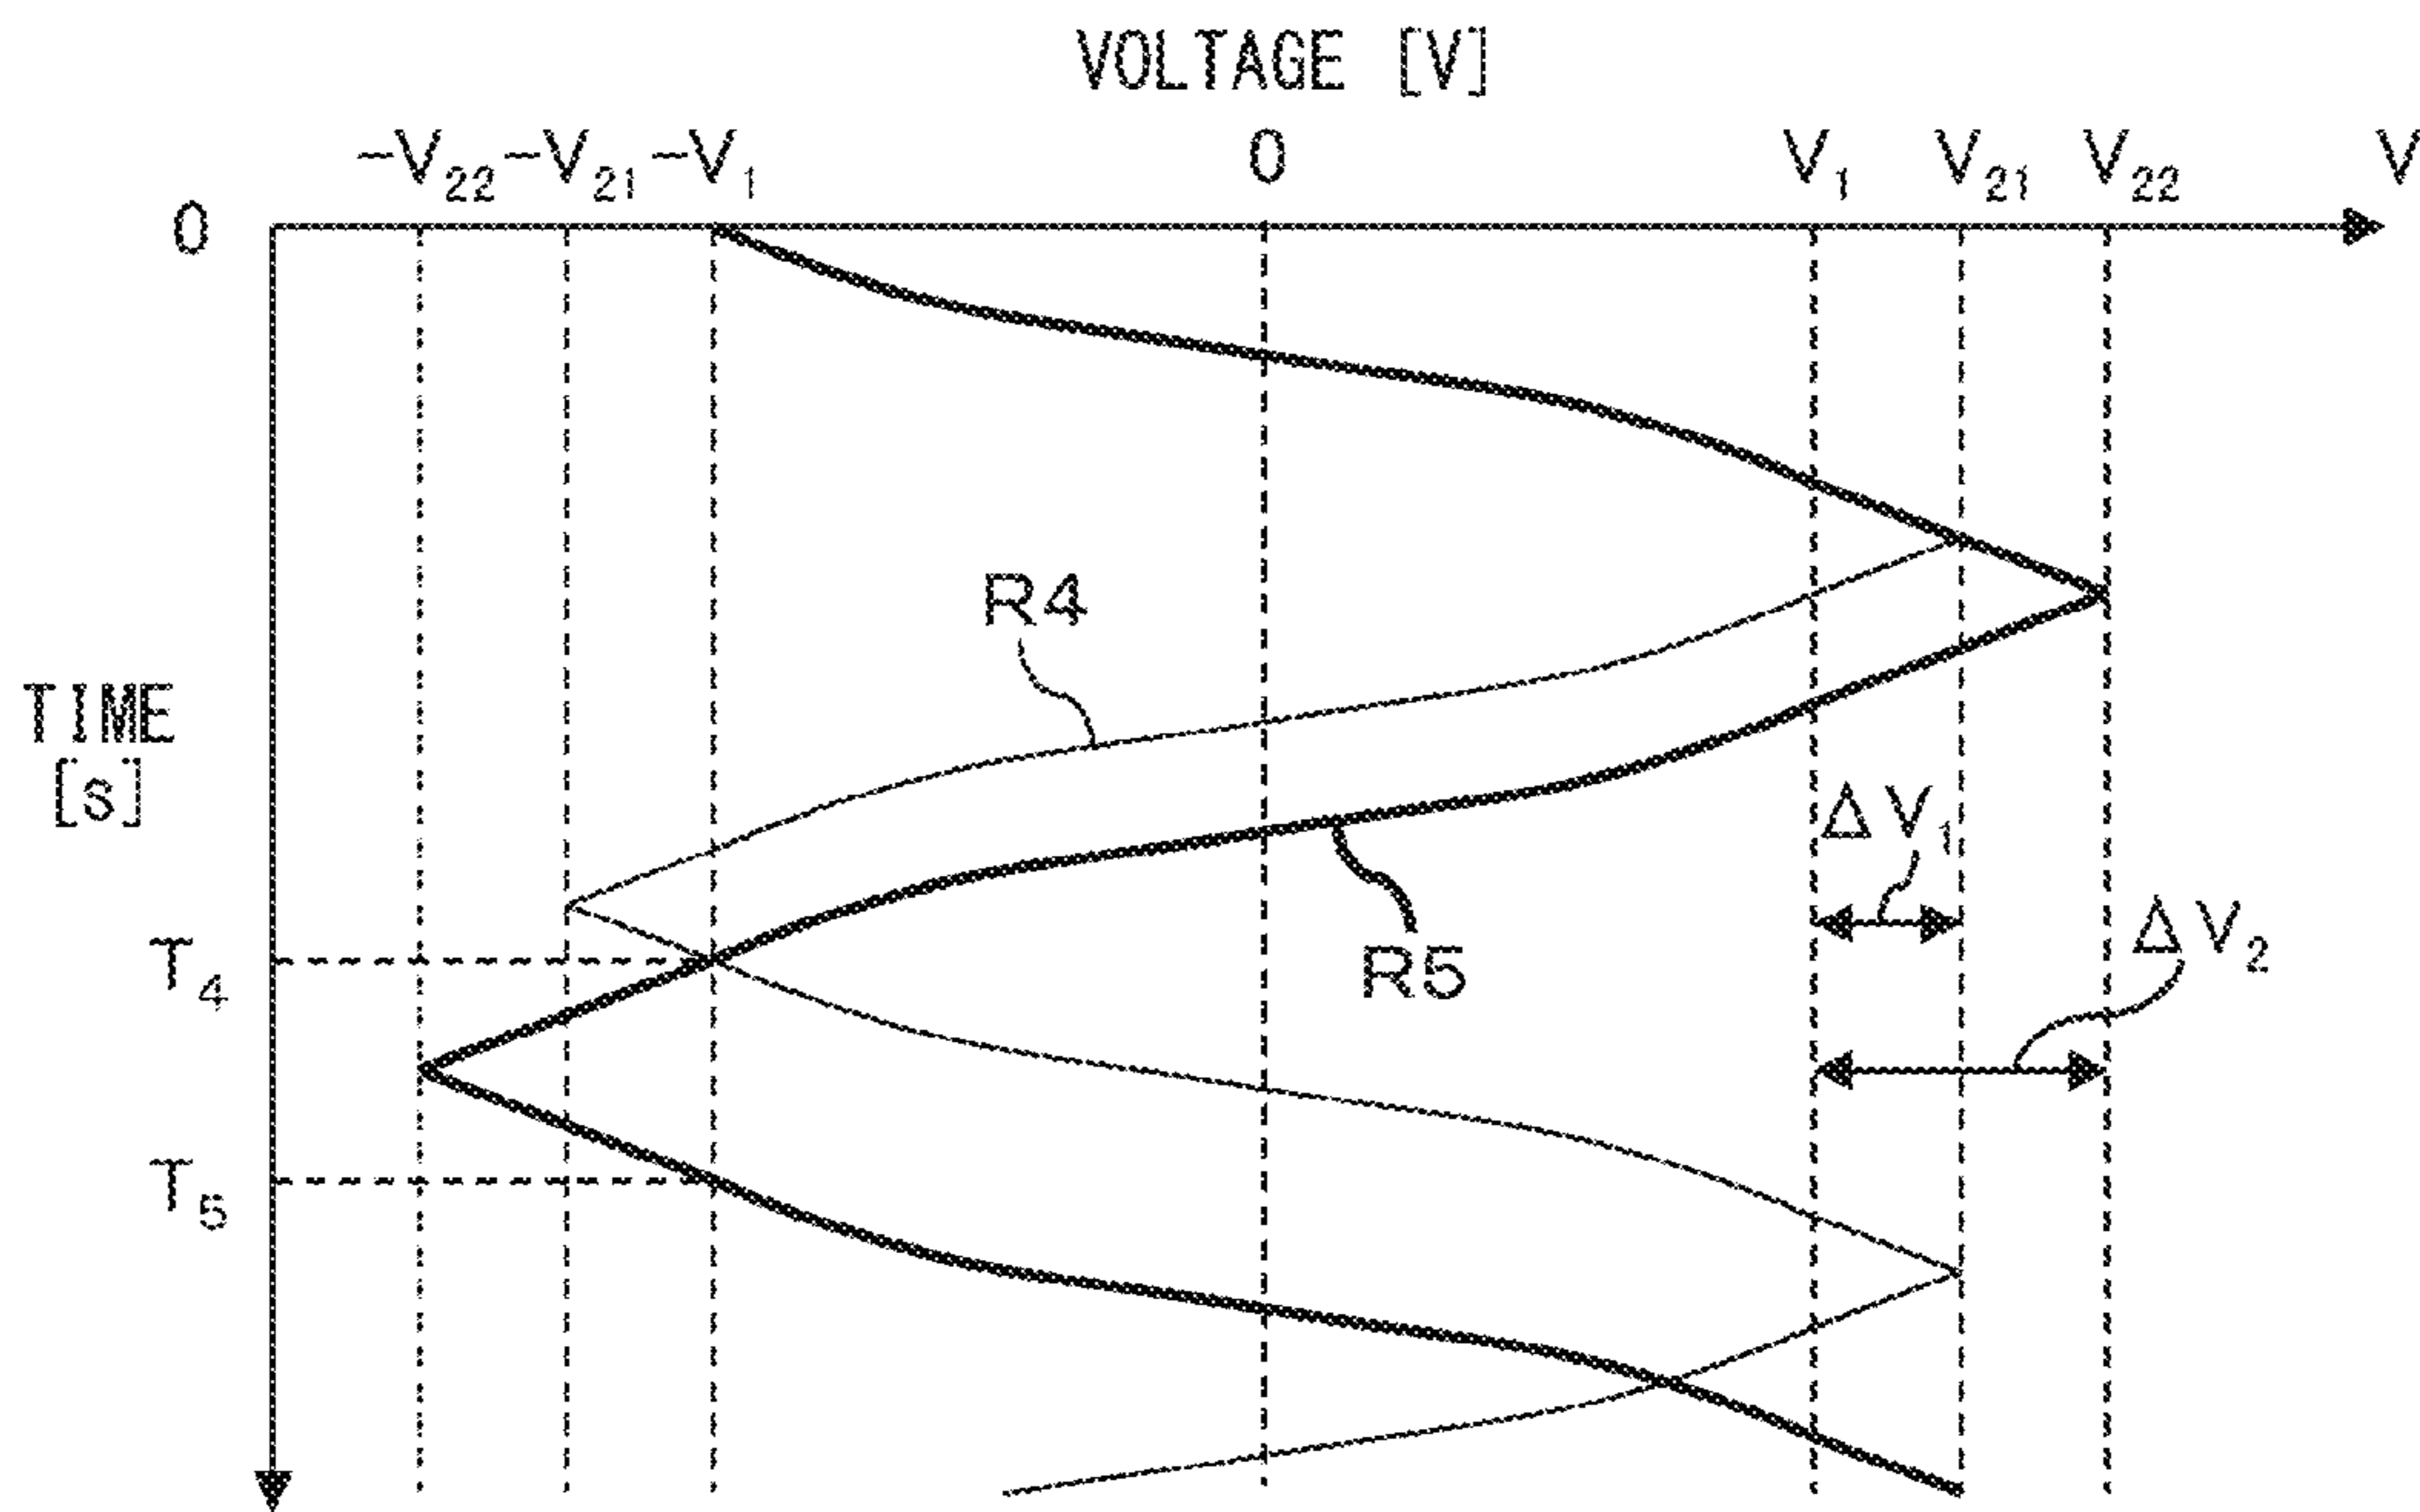 VOLTAGE [V]
-V₂₂ -V₂₁ -V₁ 0 V₁ V₂₁ V₂₂ V
0
R4
TIME
[s]
ΔV₁
ΔV₂
T₄
R5
T₅